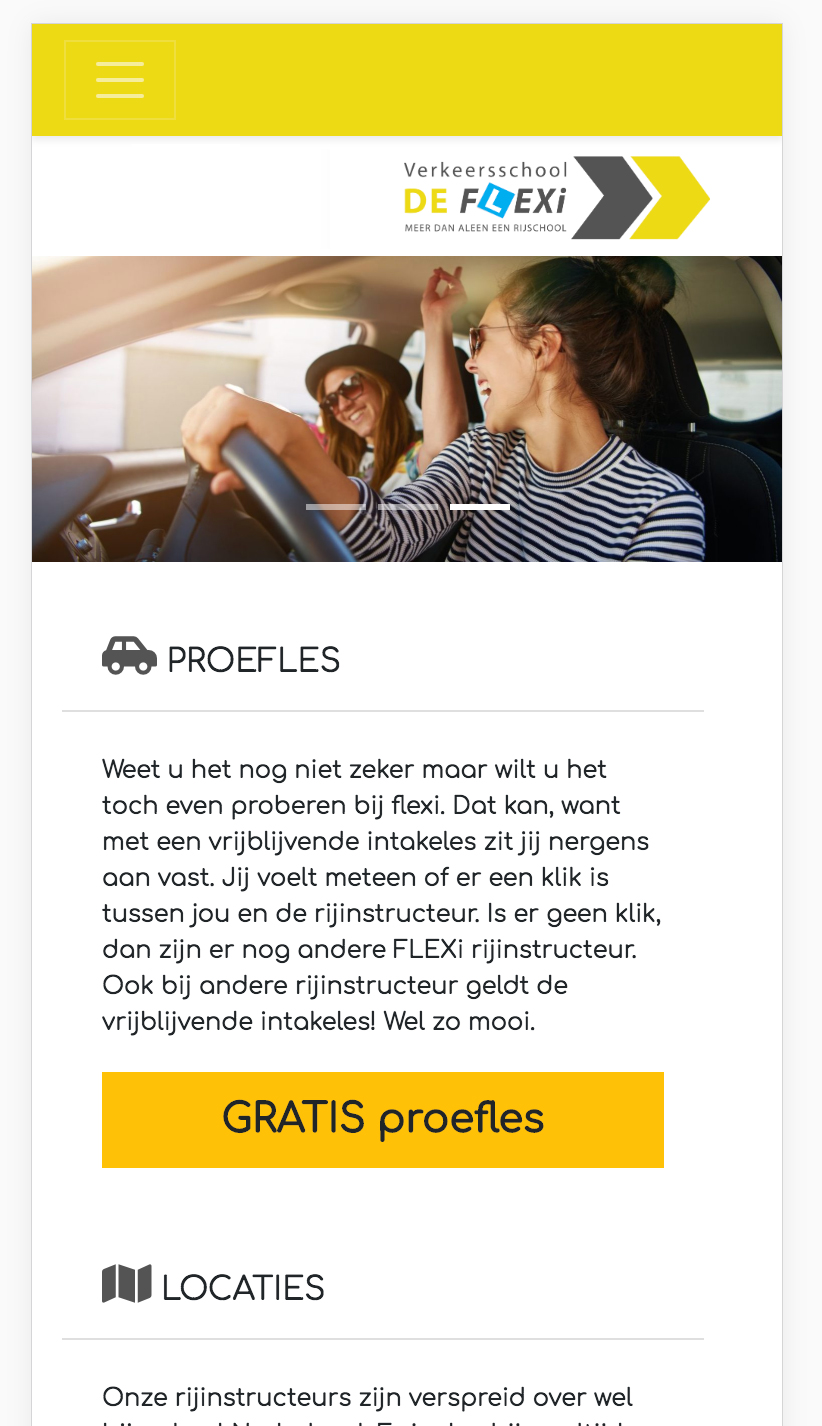 Verkeersschool
DE FLEXi
MEER DAN ALEEN EEN RIJSCHOOL
PROEFLES
Weet u het nog niet zeker maar wilt u het
toch even proberen bij flexi. Dat kan, want
met een vrijblijvende intakeles zit jij nergens
aan vast. Jij voelt meteen of er een klik is
tussen jou en de rijinstructeur. Is er geen klik,
dan zijn er nog andere FLEXi rijinstructeur.
Ook bij andere rijinstructeur geldt de
vrijblijvende intakeles! Wel zo mooi.
GRATIS proefles
LOCATIES
Onze rijinstructeurs zijn verspreid over wel